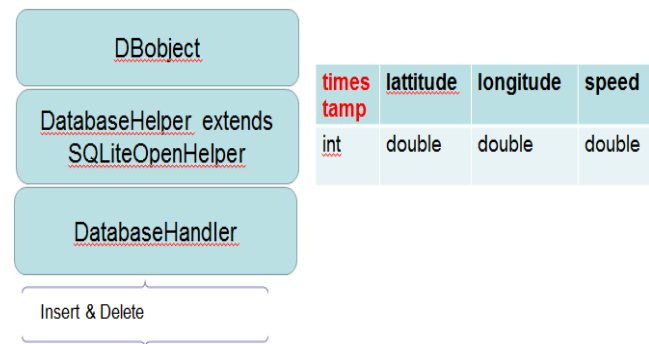 DBobject
DatabaseHelper extends
SQLiteOpenHelper
DatabaseHandler
Insert & Delete
times lattitude longitude speed
tamp
int double double double